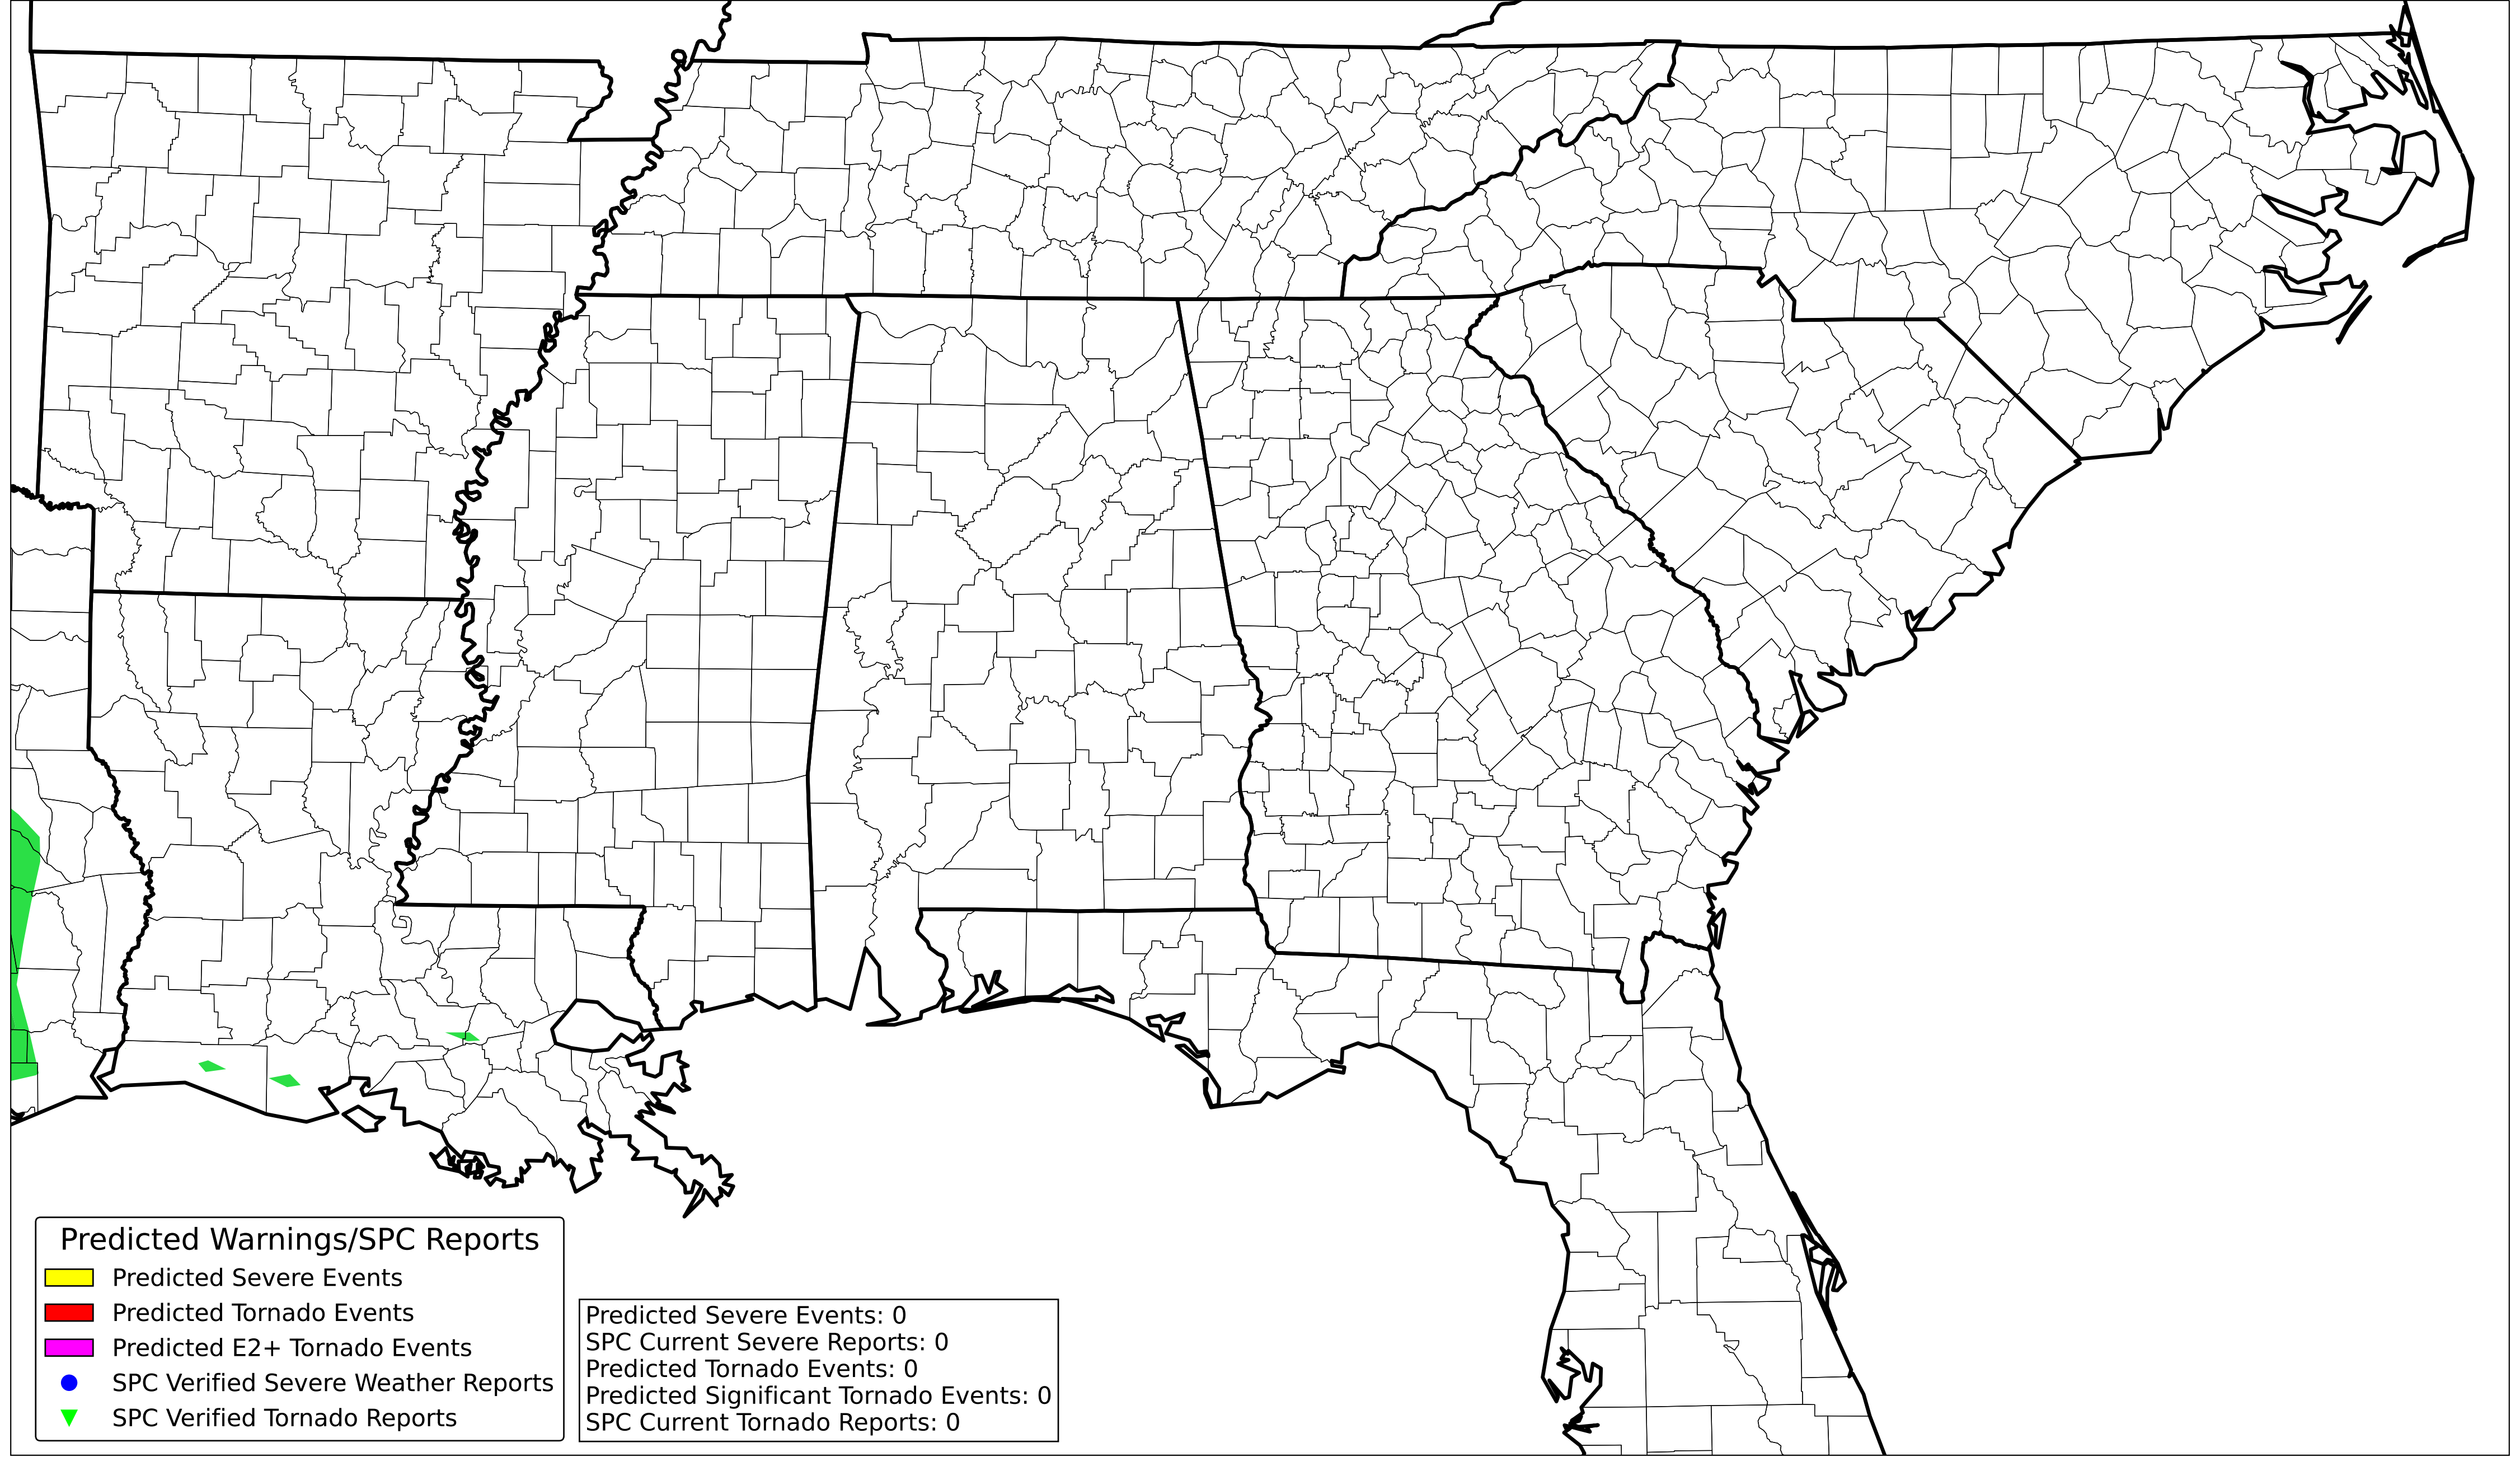 Predicted Warnings/SPC Reports
Predicted Severe Events
Predicted Tornado Events
Predicted E2+ Tornado Events
SPC Verified Severe Weather Reports
SPC Verified Tornado Reports
Predicted Severe Events: 0
SPC Current Severe Reports: 0
Predicted Tornado Events: 0
Predicted Significant Tornado Events: 0
SPC Current Tornado Reports: 0